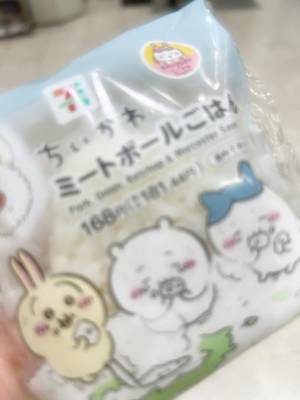 ちいかわ
ミートボールごはん
Pork, Onion Ketchup & Worcester
168円(税込181.44円)